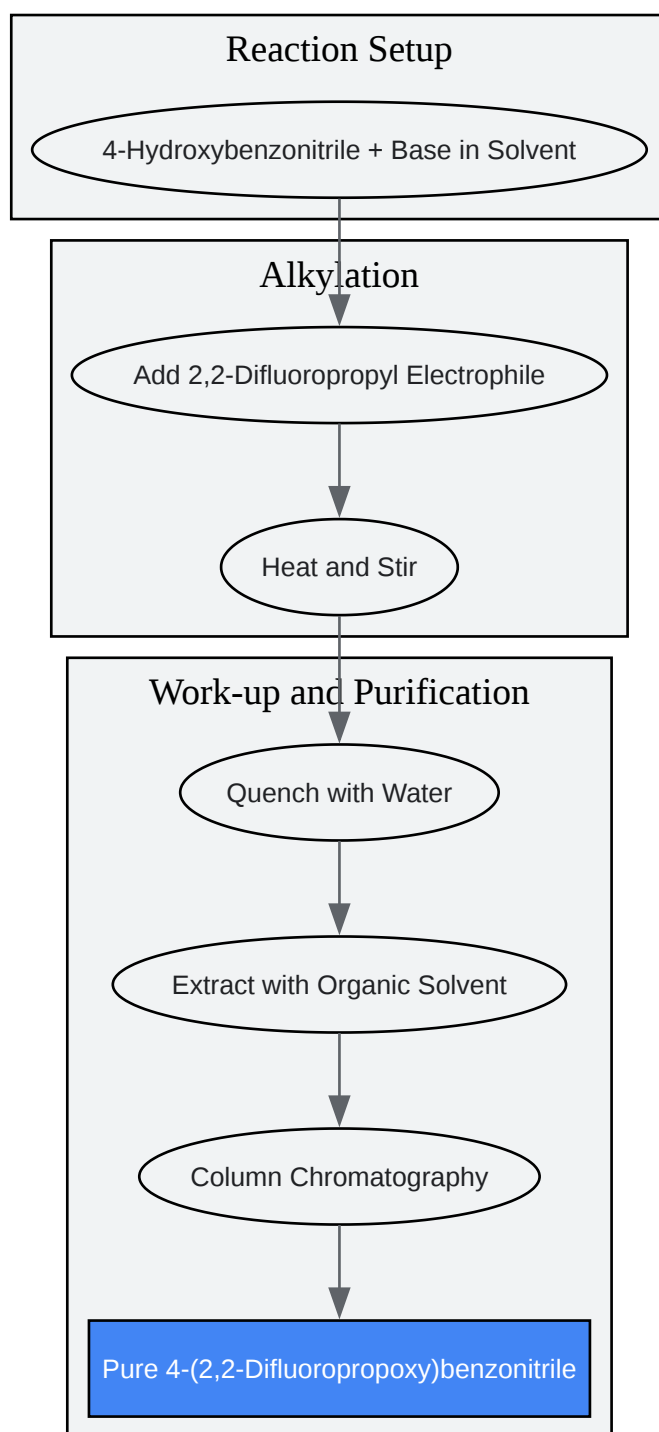 Reaction Setup
4-Hydroxybenzonitrile + Base in Solvent
Alkylation
Add 2,2-Difluoropropyl Electrophile
Heat and Stir
Work-up and Purification
Quench with Water
Extract with Organic Solvent
Column Chromatography
Pure 4-(2,2-Difluoropropoxy)benzonitrile